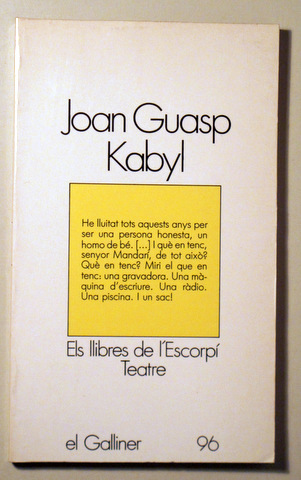 Joan Guasp
Kabyl
He lluitat tots aquests anys per
ser una persona honesta, un
homo de bé. [...] I què en tenc,
senyor Mandarí, de tot això?
Què en tenc? Miri el que en
tenc: una gravadora. Una mà-
quina d'escriure. Una ràdio.
Una piscina. I un sac!
Els llibres de l'Escorpí
Teatre
el Galliner 96